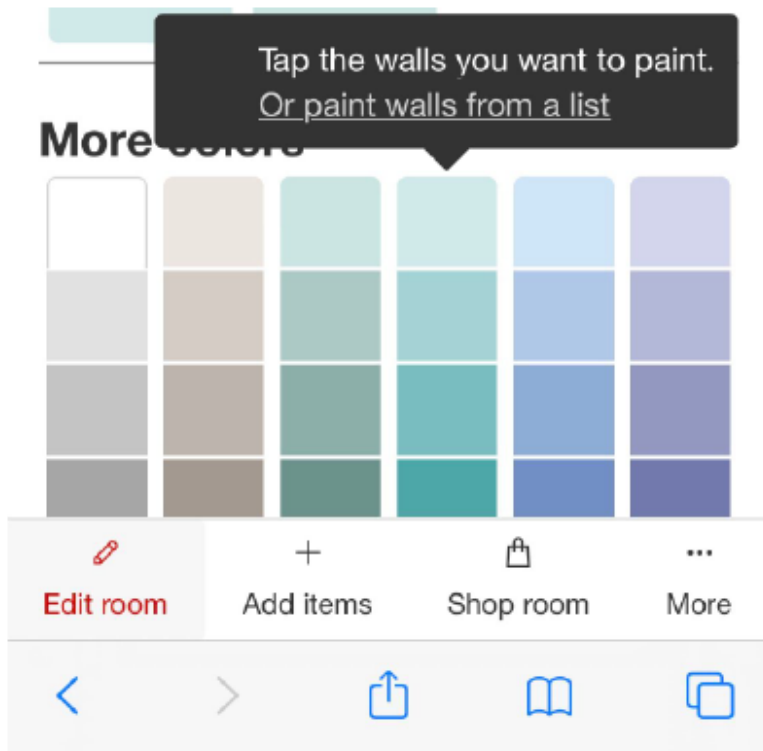 Tap the walls you want to paint.
Or paint walls from a list
More colors
Edit room
Add items
Shop room
More